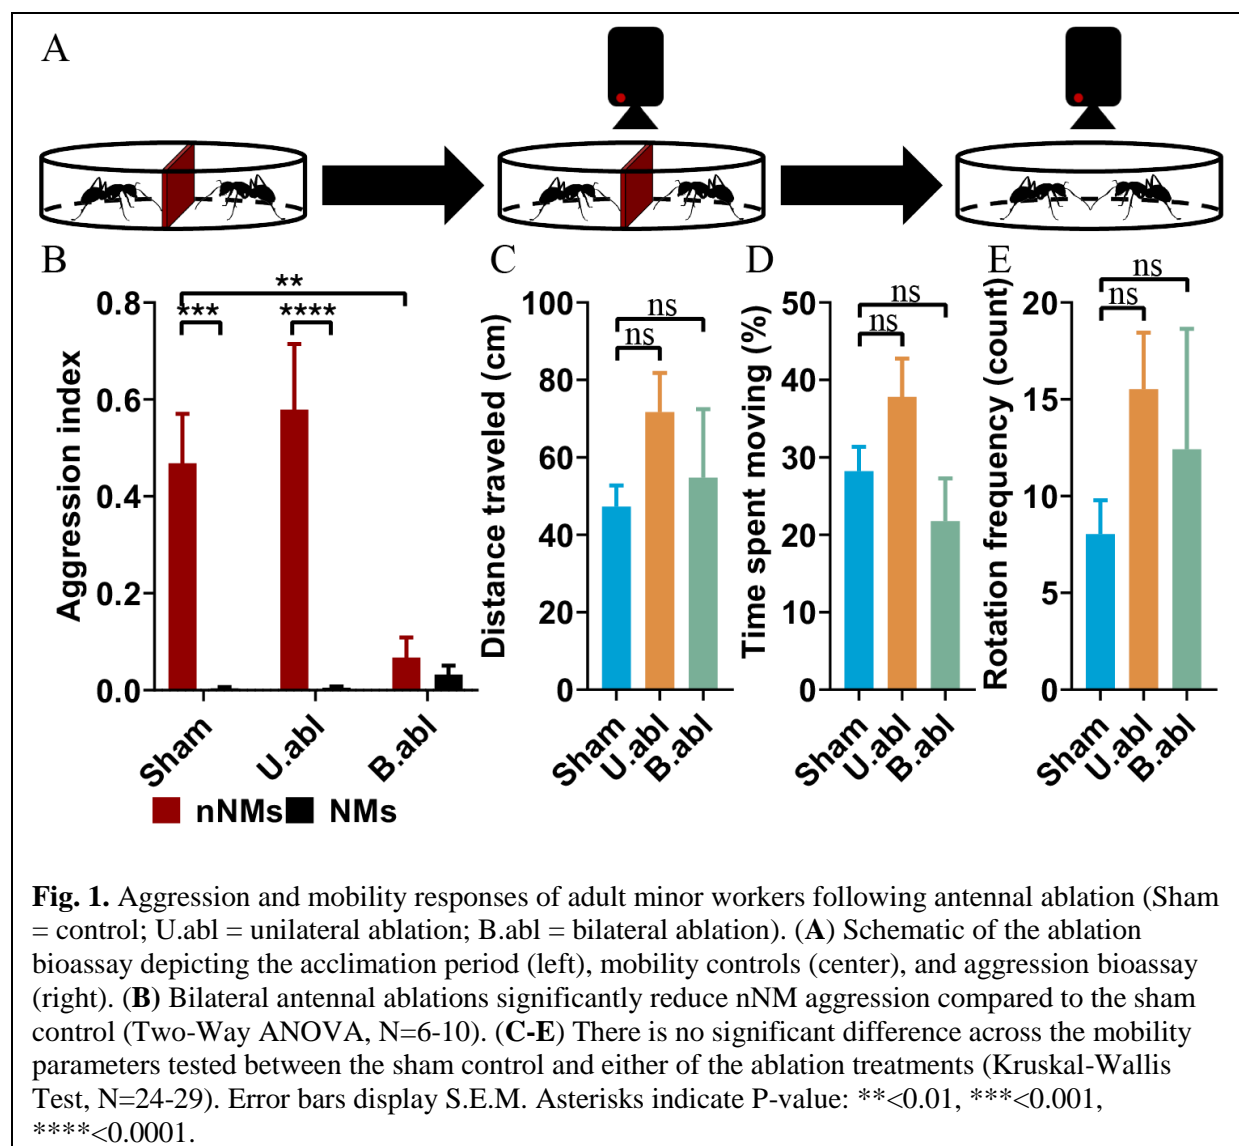 A
B
**
***
****
0.8
0.6
0.4
0.2
0.0
Aggression index
Sham
U.abl
B.abl
nNMs
NMs
C
ns
ns
100
80
60
40
20
0
Distance traveled (cm)
Sham
U.abl
B.abl
D
ns
ns
50
40
30
20
10
0
Time spent moving (%)
Sham
U.abl
B.abl
E
ns
ns
20
15
10
5
0
Rotation frequency (count)
Sham
U.abl
B.abl
Fig. 1. Aggression and mobility responses of adult minor workers following antennal ablation (Sham
= control; U.abl = unilateral ablation; B.abl = bilateral ablation). (A) Schematic of the ablation
bioassay depicting the acclimation period (left), mobility controls (center), and aggression bioassay
(right). (B) Bilateral antennal ablations significantly reduce nNM aggression compared to the sham
control (Two-Way ANOVA, N=6-10). (C-E) There is no significant difference across the mobility
parameters tested between the sham control and either of the ablation treatments (Kruskal-Wallis
Test, N=24-29). Error bars display S.E.M. Asterisks indicate P-value: **<0.01, ***<0.001,
****<0.0001.